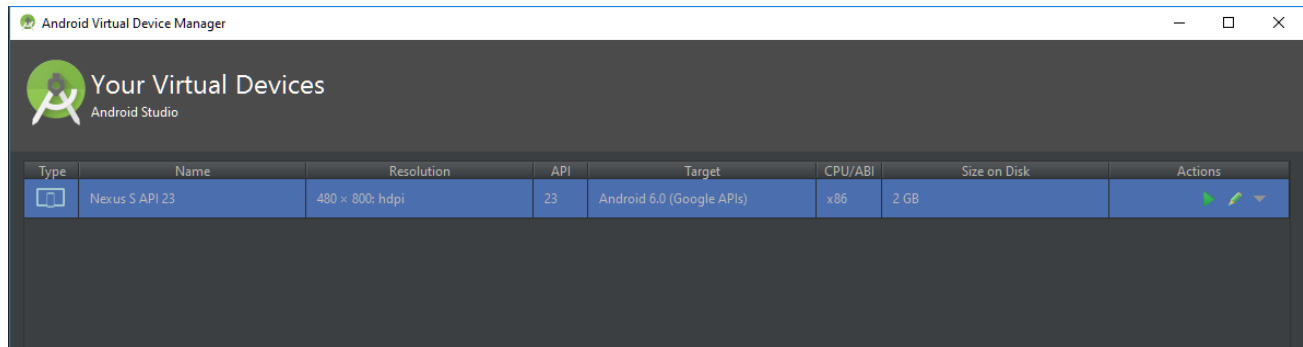 Android Virtual Device Manager
Your Virtual Devices
Android Studio
Type Name Resolution API Target CPU/ABI Size on Disk Actions
Nexus S API 23 480 × 800: hdpi 23 Android 6.0 (Google APIs) x86 2 GB